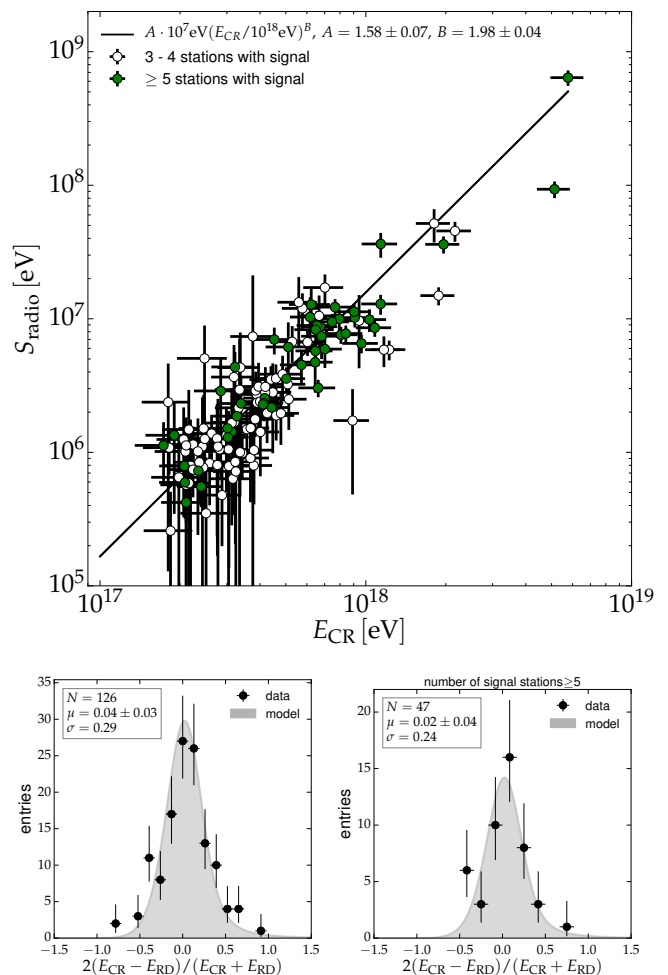 10⁹
A · 10⁷eV(E_CR/10¹⁸eV)^B, A = 1.58 ± 0.07, B = 1.98 ± 0.04
3 - 4 stations with signal
≥ 5 stations with signal
10⁸
10⁷
10⁶
10⁵
S_radio [eV]
10¹⁷ 10¹⁸ 10¹⁹
E_CR [eV]
35
30
25
20
15
10
5
0
entries
N = 126
μ = 0.04 ± 0.03
σ = 0.29
data
model
−1.5 −1.0 −0.5 0.0 0.5 1.0 1.5
2(E_CR − E_RD)/(E_CR + E_RD)
number of signal stations≥5
20
15
10
5
0
entries
N = 47
μ = 0.02 ± 0.04
σ = 0.24
data
model
−1.5 −1.0 −0.5 0.0 0.5 1.0 1.5
2(E_CR − E_RD)/(E_CR + E_RD)